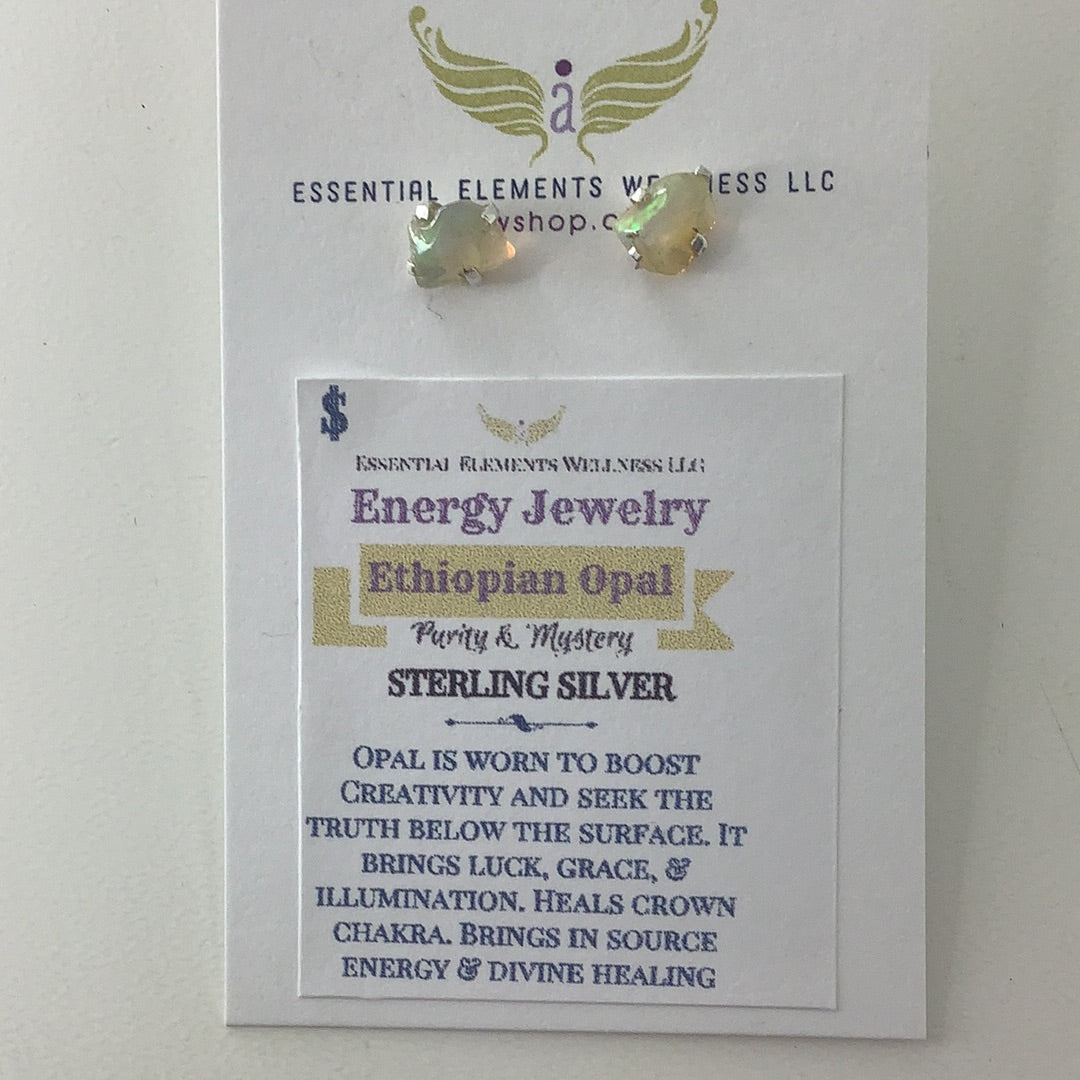 å
ESSENTIAL ELEMENTS LLC
$
ESSENTIAL ELEMENTS WELLNESS LLC
Energy Jewelry
Ethiopian Opal
Purity & Mystery
STERLING SILVER
OPAL IS WORN TO BOOST
CREATIVITY AND SEEK THE
TRUTH BELOW THE SURFACE. IT
BRINGS LUCK, GRACE, &
ILLUMINATION. HEALS CROWN
CHAKRA. BRINGS IN SOURCE
ENERGY & DIVINE HEALING